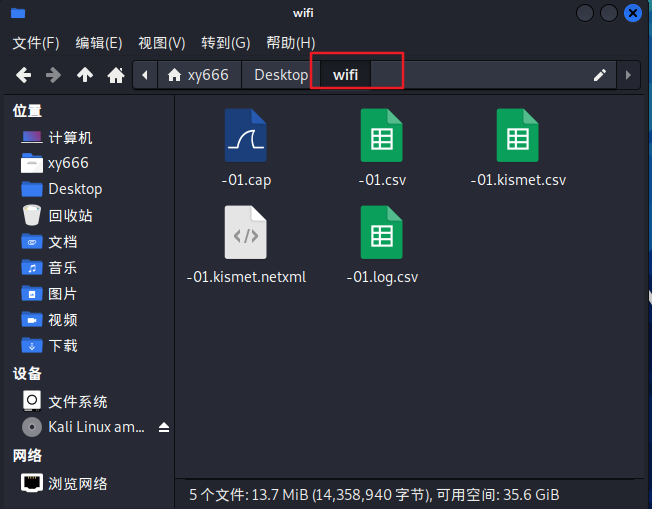 wifi
文件(F) 编辑(E) 视图(V) 转到(G) 帮助(H)
xy666 Desktop wifi
位置
计算机
xy666
Desktop
回收站
文档
音乐
图片
视频
下载
设备
文件系统
Kali Linux am...
网络
浏览网络
-01.cap -01.csv -01.kismet.csv
-01.kismet.netxml -01.log.csv
5 个文件: 13.7 MiB (14,358,940 字节), 可用空间: 35.6 GiB